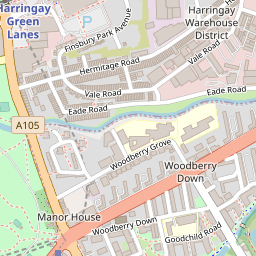 Harringay
Green
Lanes
Finsbury Park Avenue
Harringay
Warehouse
District
Hermitage Road
Vale Road
Vale Road
Eade Road
Eade Road
A105
Woodberry Grove
Woodberry
Down
Manor House
Woodberry Down
Goodchild Road